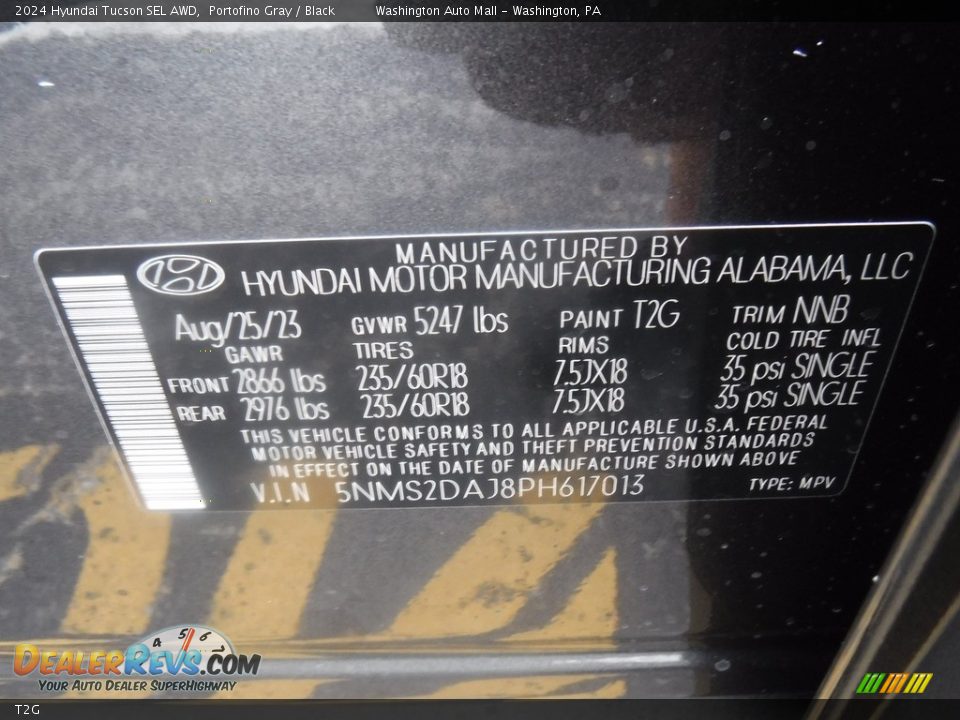 2024 Hyundai Tucson SEL AWD, Portofino Gray / Black Washington Auto Mall - Washington, PA
MANUFACTURED BY
HYUNDAI MOTOR MANUFACTURING ALABAMA, LLC
Aug/25/23 GVWR 5247 lbs PAINT T2G TRIM NNB
GAWR TIRES RIMS COLD TIRE INFL
FRONT 2866 lbs 235/60R18 7.5JX18 35 psi SINGLE
REAR 2976 lbs 235/60R18 7.5JX18 35 psi SINGLE
THIS VEHICLE CONFORMS TO ALL APPLICABLE U.S.A. FEDERAL
MOTOR VEHICLE SAFETY AND THEFT PREVENTION STANDARDS
IN EFFECT ON THE DATE OF MANUFACTURE SHOWN ABOVE
V.I.N 5NMS2DAJ8PH617013 TYPE: MPV
4 5 6
DEALERREVS.COM
YOUR AUTO DEALER SUPERHIGHWAY
T2G